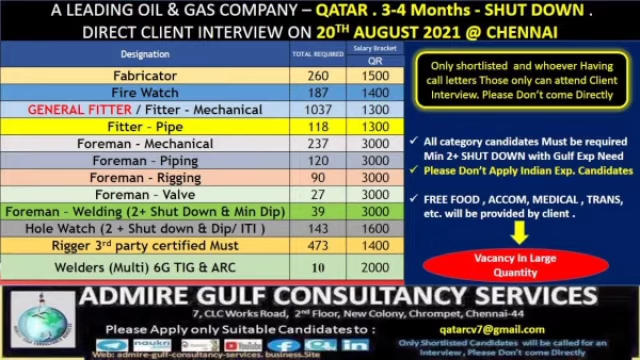 A LEADING OIL & GAS COMPANY – QATAR . 3-4 Months - SHUT DOWN .
DIRECT CLIENT INTERVIEW ON 20TH AUGUST 2021 @ CHENNAI
Designation TOTAL REQUIRED Salary Bracket QR
Fabricator 260 1500
Fire Watch 187 1400
GENERAL FITTER / Fitter - Mechanical 1037 1300
Fitter – Pipe 118 1300
Foreman - Mechanical 237 3000
Foreman - Piping 120 3000
Foreman - Rigging 90 3000
Foreman – Valve 27 3000
Foreman – Welding (2+ Shut Down & Min Dip) 39 3000
Hole Watch (2 + Shut down & Dip/ ITI ) 143 1600
Rigger 3rd party certified Must 473 1400
Welders (Multi) 6G TIG & ARC 10 2000
Only shortlisted and whoever Having
call letters Those only can attend Client
Interview. Please Don't come Directly
✓ All category candidates Must be required
Min 2+ SHUT DOWN with Gulf Exp Need
✓ Please Don't Apply Indian Exp. Candidates
✓ FREE FOOD , ACCOM, MEDICAL , TRANS,
etc. will be provided by client .
Vacancy In Large
Quantity
ADMIRE GULF CONSULTANCY SERVICES
7, CLC Works Road, 2nd Floor, New Colony, Chrompet, Chennai-44
Please Apply only Suitable Candidates to : qatarcv7@gmail.com
naukri
Web: admire-gulf-consultancy-services. business.Site
Only Shortlisted Candidates will be called for an
Interview , Please Don't come Directly